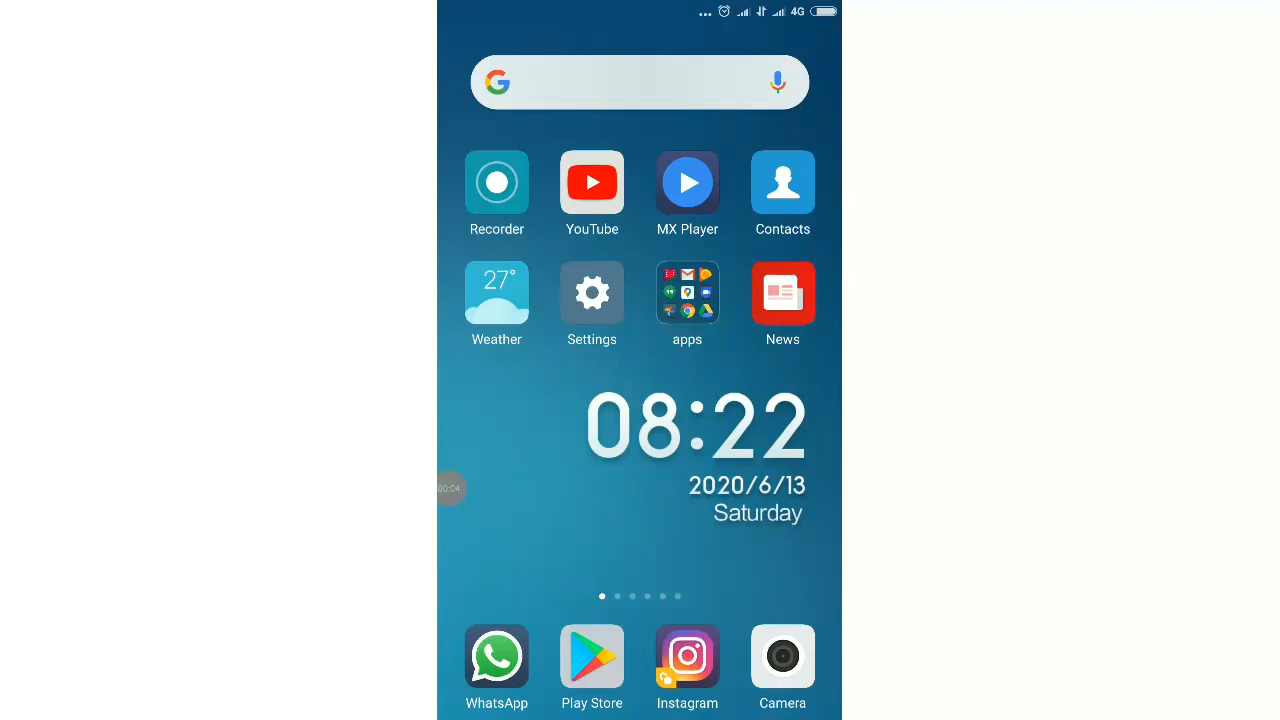 4G
Recorder YouTube MX Player Contacts
27°
Weather Settings apps News
08:22
2020/6/13
00:04
Saturday
WhatsApp Play Store Instagram Camera